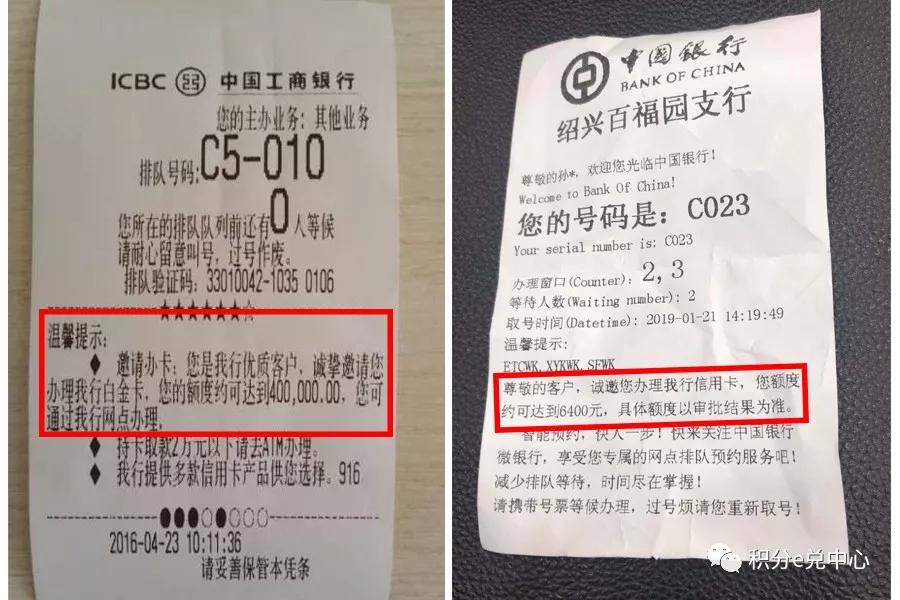 ICBC 中国工商银行
您的主办业务: 其他业务
排队号码:C5-010
您所在的排队队列前还有0人等候
请耐心留意叫号, 过号作废。
排队验证码: 33010042-1035 0106
★★★★★★☆
温馨提示:
◆ 邀请办卡: 您是我行优质客户, 诚挚邀请您
办理我行白金卡, 您的额度约可达到400,000.00, 您可
通过我行网点办理.
◆ 持卡取款2万元以下请去ATM办理。
◆ 我行提供多款信用卡产品供您选择。916
●●●○●○○○
2016-04-23 10:11:36
请妥善保管本凭条
中国银行
BANK OF CHINA
绍兴百福园支行
尊敬的孙*, 欢迎您光临中国银行!
Welcome to Bank Of China!
您的号码是: C023
Your serial number is: C023
办理窗口(Counter): 2,3
等待人数(Waiting number): 2
取号时间(Datetime): 2019-01-21 14:19:49
温馨提示:
ETCWK,XYKWK,SFWK
尊敬的客户, 诚邀您办理我行信用卡, 您额度
约可达到6400元, 具体额度以审批结果为准。
智能预约, 快人一步! 快来关注中国银行
微银行, 享受您专属的网点排队预约服务吧!
减少排队等待, 时间尽在掌握!
请携带号票等候办理, 过号烦请您重新取号!
积分e兑中心